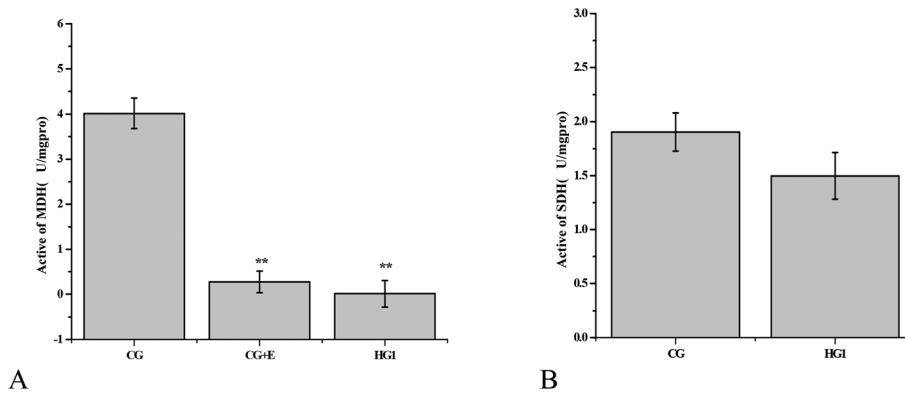 6
5
4
3
2
1
0
-1
Active of MDH( U/mgpro)
**
**
CG
CG+E
HG1
A
3.0
2.5
2.0
1.5
1.0
0.5
0.0
Active of SDH( U/mgpro)
CG
HG1
B